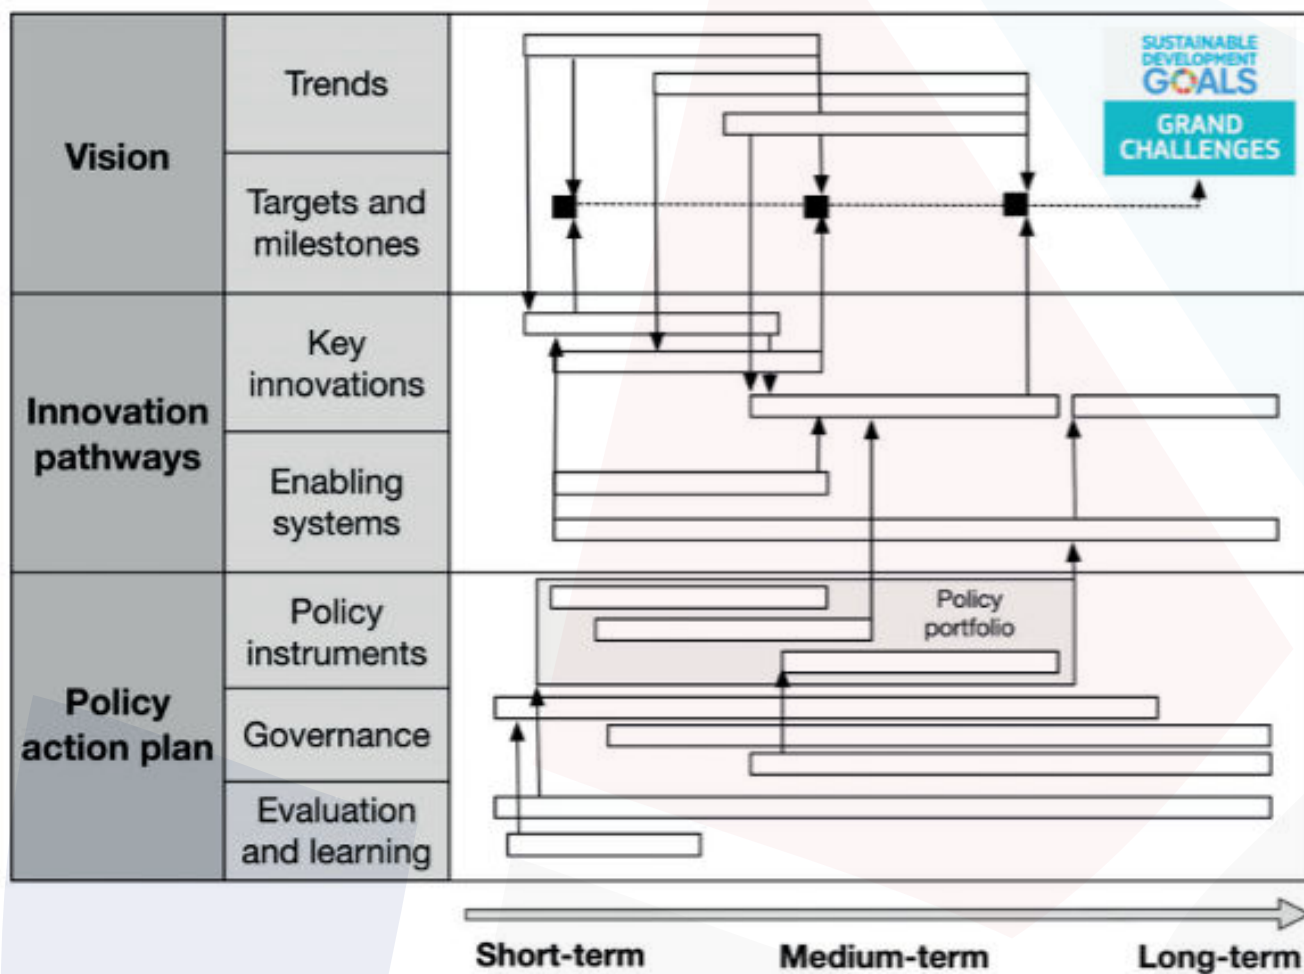 Vision
Trends
Targets and
milestones
SUSTAINABLE
DEVELOPMENT
GOALS
GRAND
CHALLENGES
Innovation
pathways
Key
innovations
Enabling
systems
Policy
action plan
Policy
instruments
Policy
portfolio
Governance
Evaluation
and learning
Short-term
Medium-term
Long-term